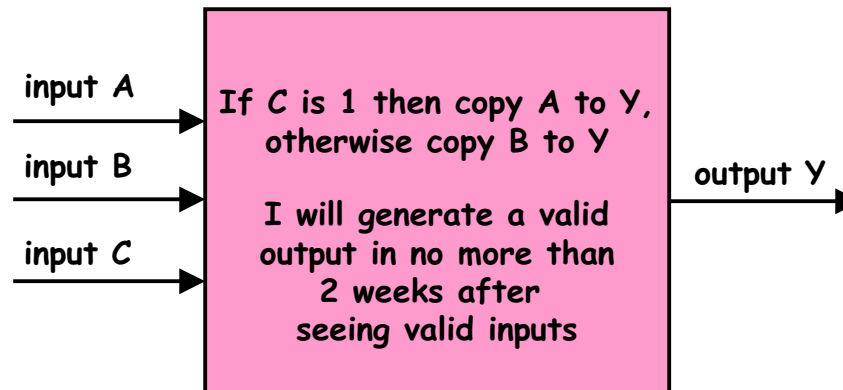 input A
input B
input C
If C is 1 then copy A to Y,
otherwise copy B to Y
I will generate a valid
output in no more than
2 weeks after
seeing valid inputs
output Y